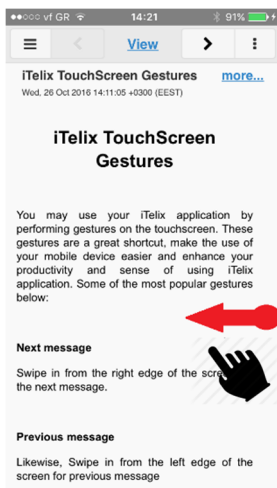 vf GR 14:21 91%
View
iTelix TouchScreen Gestures more...
Wed, 26 Oct 2016 14:11:05 +0300 (EEST)
iTelix TouchScreen
Gestures
You may use your iTelix application by
performing gestures on the touchscreen. These
gestures are a great shortcut, make the use of
your mobile device easier and enhance your
productivity and sense of using iTelix
application. Some of the most popular gestures
below:
Next message
Swipe in from the right edge of the
the next message.
Previous message
Likewise, Swipe in from the left edge of the
screen for previous message